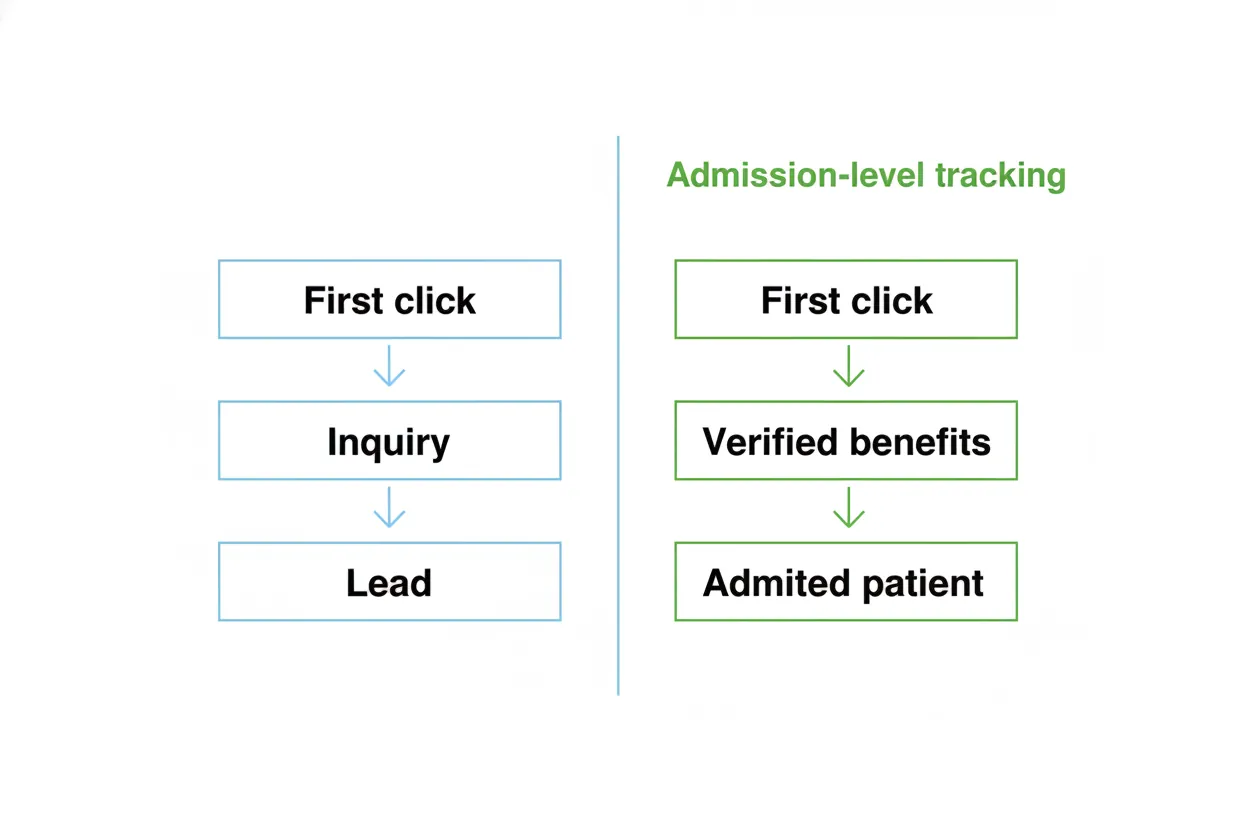 Admission-level tracking
First click
Inquiry
Lead
First click
Verified benefits
Admited patient